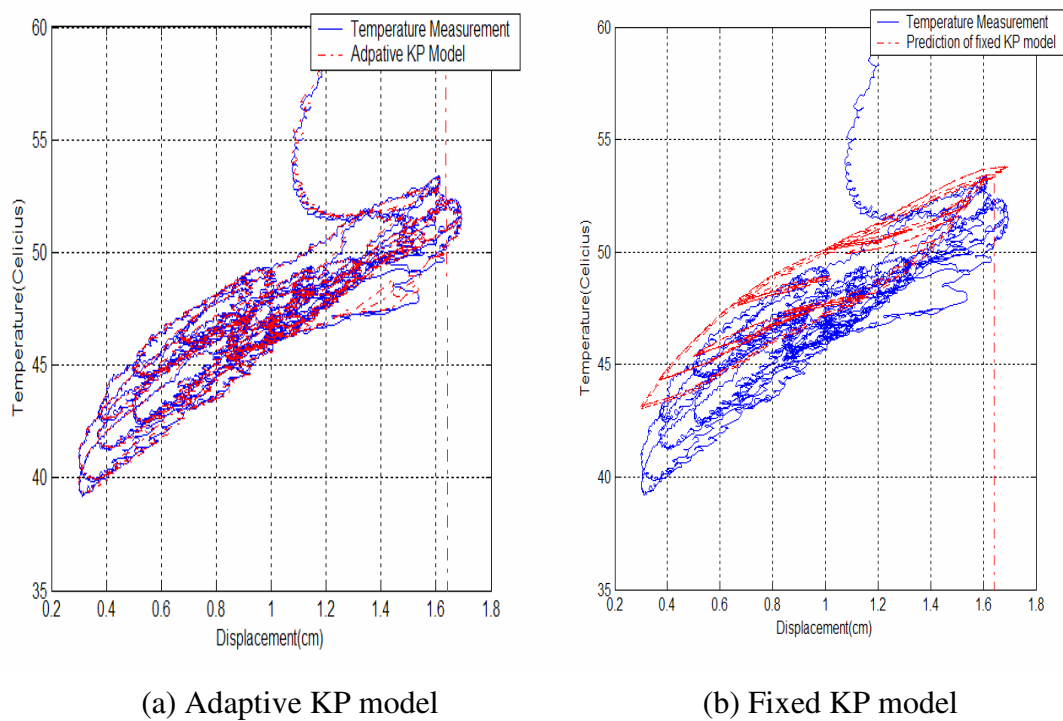 Temperature Measurement
Adpative KP Model
60
55
50
45
40
35
Temperature(Celicius)
0.2 0.4 0.6 0.8 1 1.2 1.4 1.6 1.8
Displacement(cm)
(a) Adaptive KP model
Temperature Measurement
Prediction of fixed KP model
60
55
50
45
40
35
Temperature(Celicius)
0.2 0.4 0.6 0.8 1 1.2 1.4 1.6 1.8
Displacement(cm)
(b) Fixed KP model